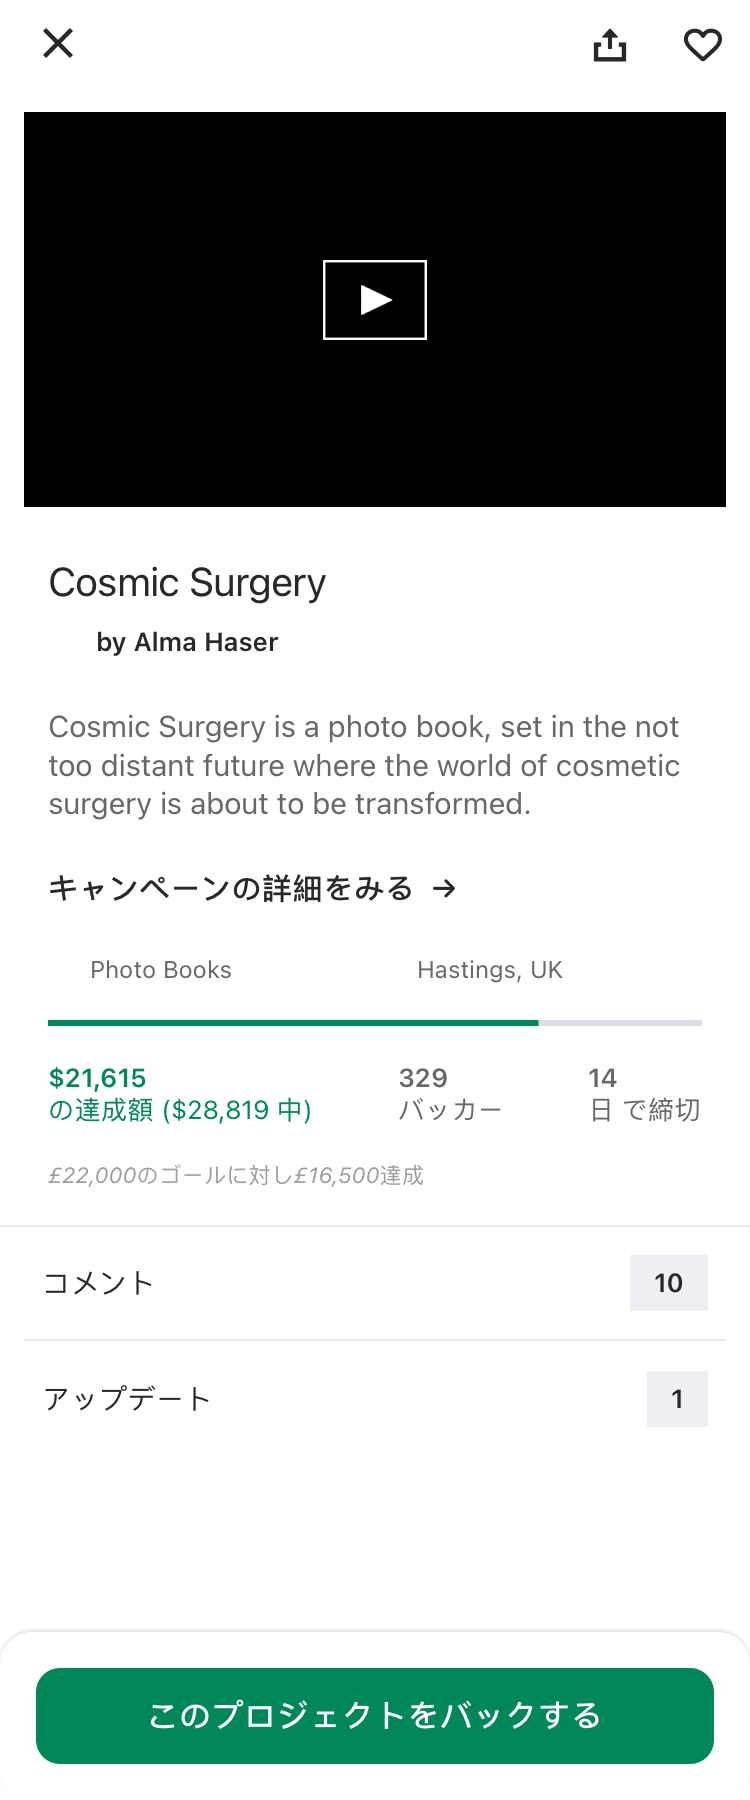 Cosmic Surgery
by Alma Haser
Cosmic Surgery is a photo book, set in the not
too distant future where the world of cosmetic
surgery is about to be transformed.
キャンペーンの詳細をみる →
Photo Books
Hastings, UK
$21,615
の達成額 ($28,819 中)
329
バッカー
14
日 で締切
£22,000のゴールに対し£16,500達成
コメント
10
アップデート
1
このプロジェクトをバックする